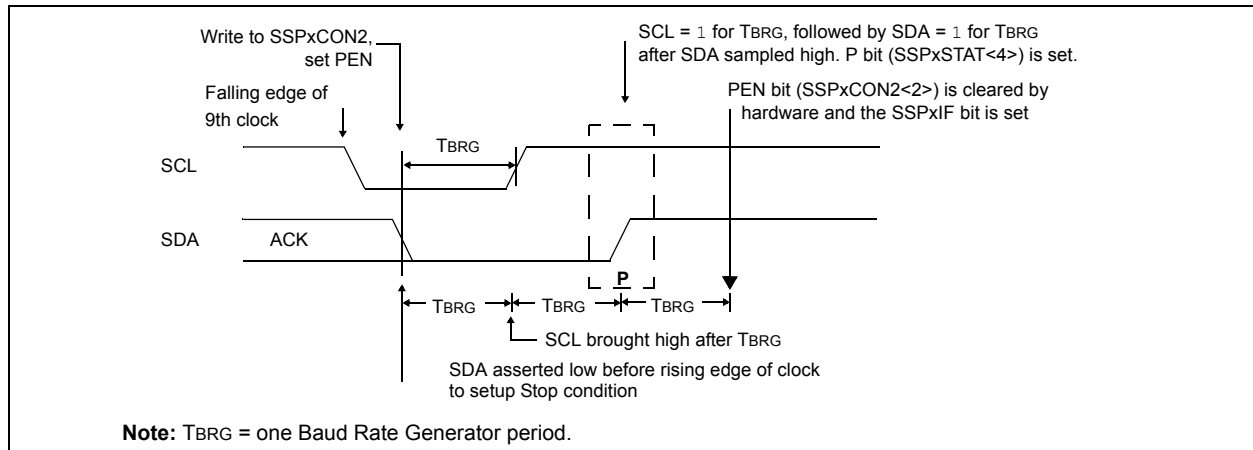 Write to SSPxCON2,
set PEN
SCL = 1 for TBRG, followed by SDA = 1 for TBRG
after SDA sampled high. P bit (SSPxSTAT<4>) is set.
Falling edge of
9th clock
PEN bit (SSPxCON2<2>) is cleared by
hardware and the SSPxIF bit is set
TBRG
SCL
SDA
ACK
P
TBRG
TBRG
TBRG
SCL brought high after TBRG
SDA asserted low before rising edge of clock
to setup Stop condition
Note: TBRG = one Baud Rate Generator period.